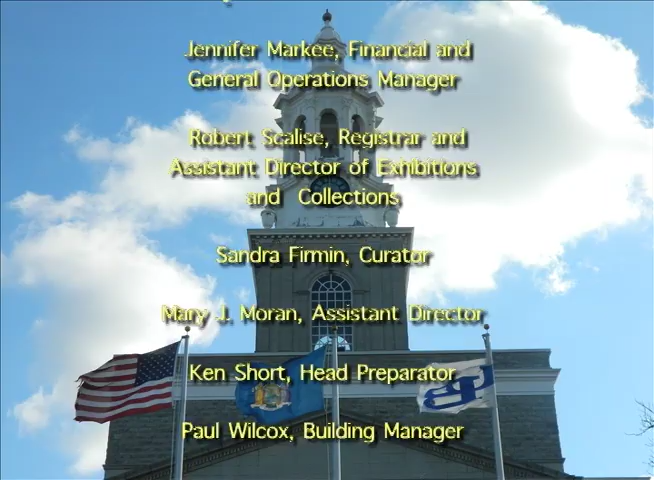 Jennifer Markee, Financial and
General Operations Manager
Robert Scalise, Registrar and
Assistant Director of Exhibitions
and Collections
Sandra Firmin, Curator
Mary J. Moran, Assistant Director
Ken Short, Head Preparator
Paul Wilcox, Building Manager